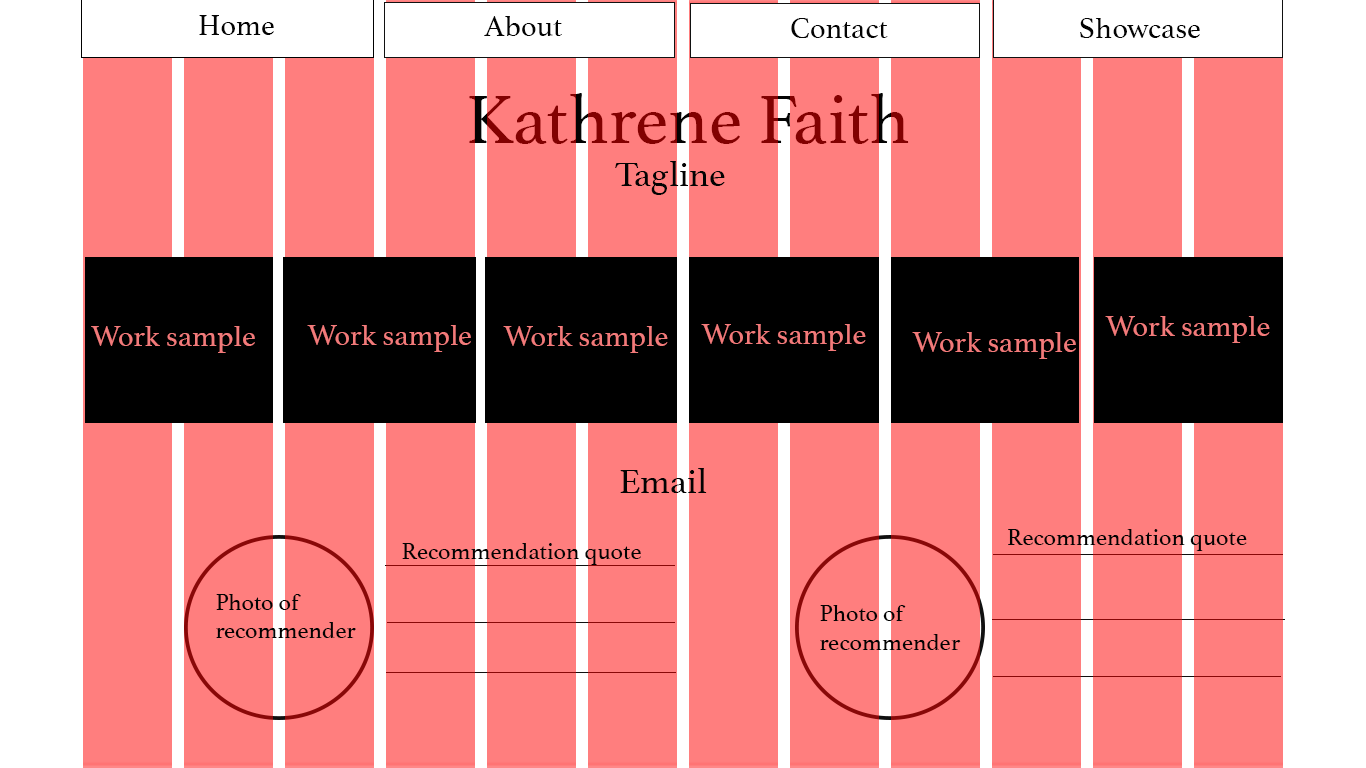 Home
About
Contact
Showcase
Kathrene Faith
Tagline
Work sample
Work sample
Work sample
Work sample
Work sample
Work sample
Email
Photo of
recommender
Recommendation quote
Photo of
recommender
Recommendation quote